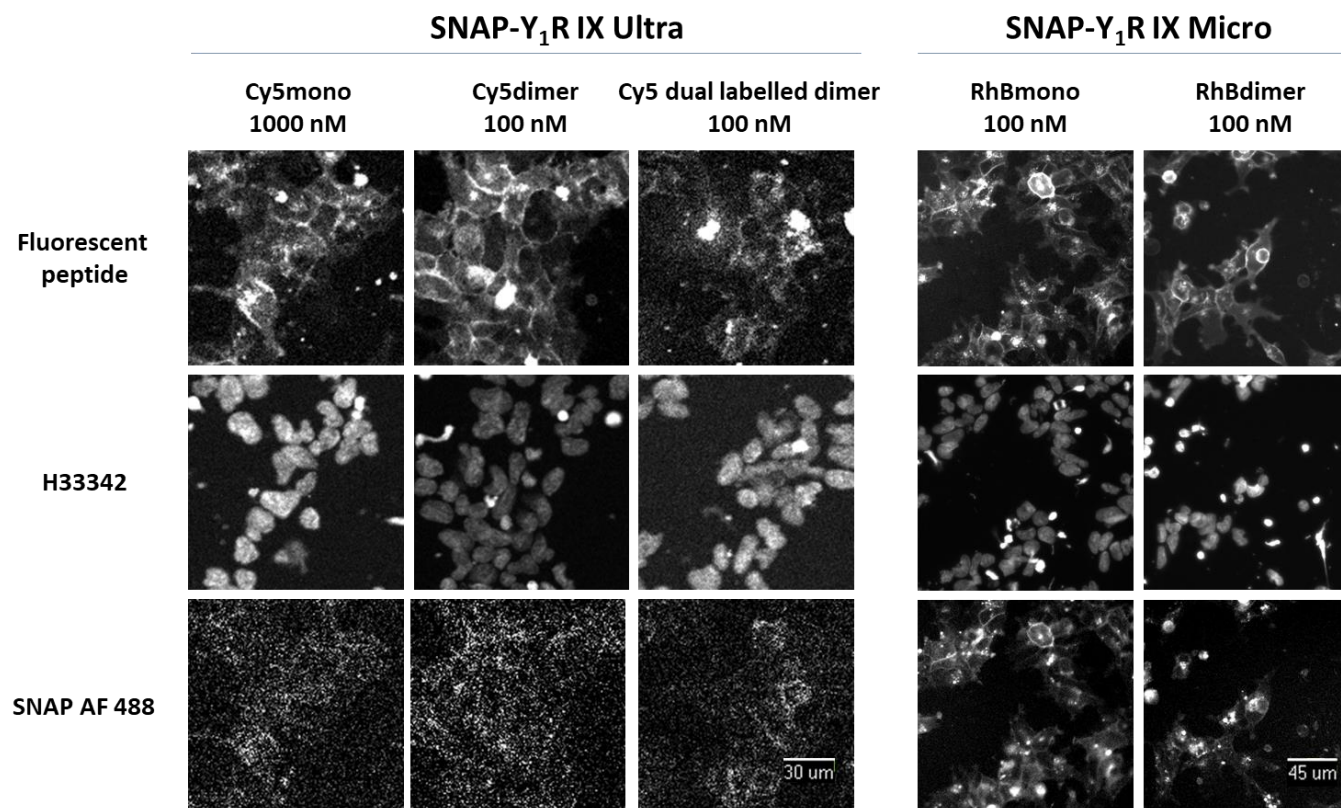 SNAP-Y₁R IX Ultra
SNAP-Y₁R IX Micro
Cy5mono
1000 nM
Cy5dimer
100 nM
Cy5 dual labelled dimer
100 nM
RhBmono
100 nM
RhBdimer
100 nM
Fluorescent
peptide
H33342
SNAP AF 488
30 um
45 um